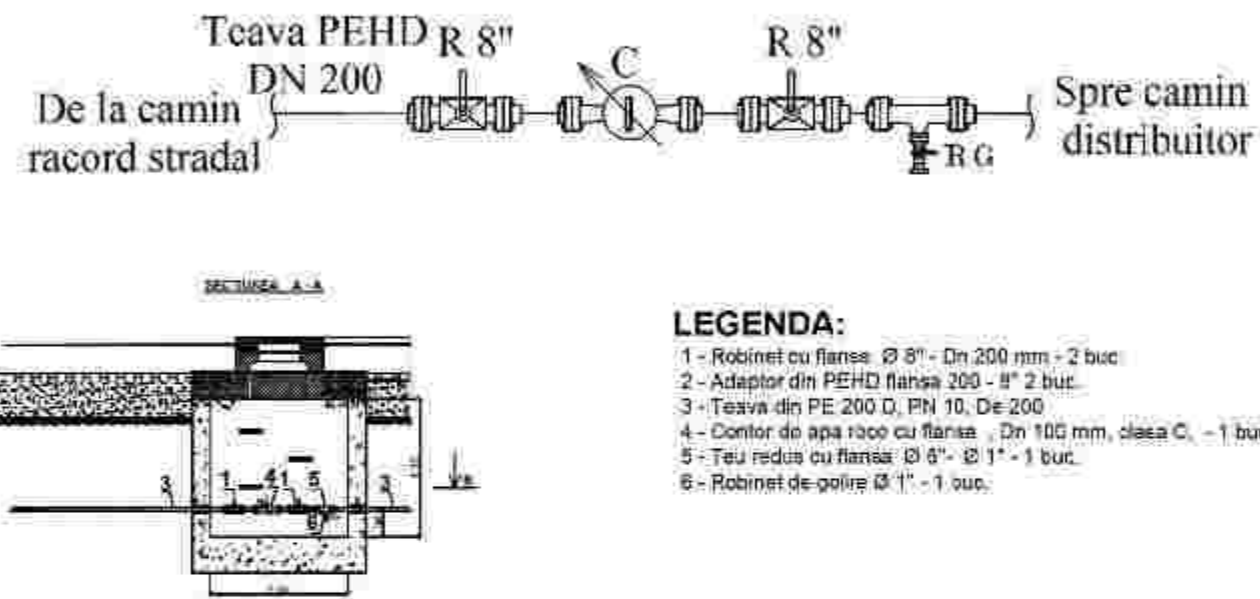 Teava PEHD
DN 200
R 8"
C
R 8"
De la camin
racord stradal
Spre camin
distribuitor
RG
SECTIUNEA A-A
LEGENDA:
1 - Robinet cu flansa Ø 8" - Dn 200 mm - 2 buc
2 - Adaptor din PEHD flansa 200 - 8" 2 buc.
3 - Teava din PE 200 D, PN 10, De 200
4 - Contor de apa rece cu flansa , Dn 100 mm, clasa C, - 1 buc
5 - Teu redus cu flansa Ø 6"- Ø 1" - 1 buc.
6 - Robinet de golire Ø 1" - 1 buc.
3 1 4 1 5 3
6